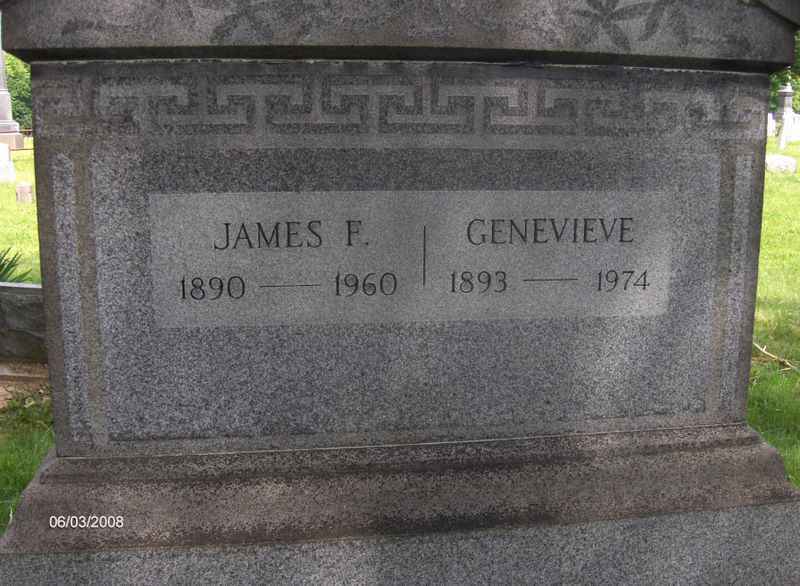 JAMES F.
1890 — 1960
GENEVIEVE
1893 — 1974
06/03/2008